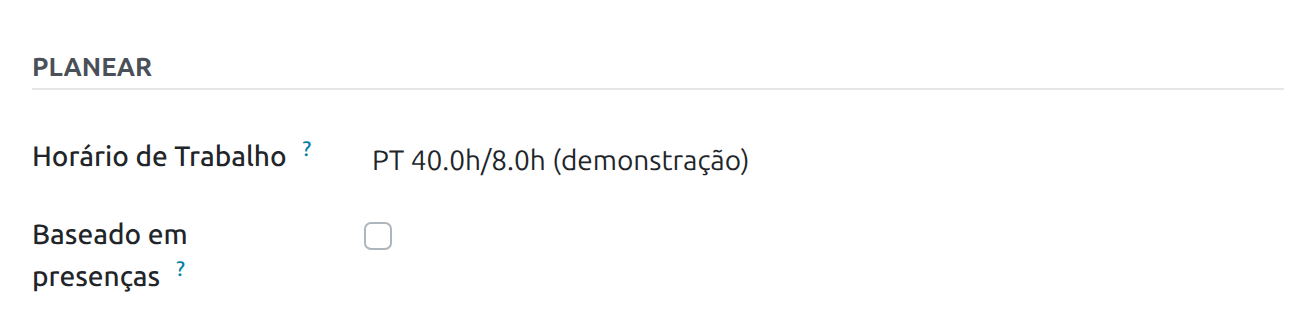 PLANEAR
Horário de Trabalho ? PT 40.0h/8.0h (demonstração)
Baseado em
presenças ?